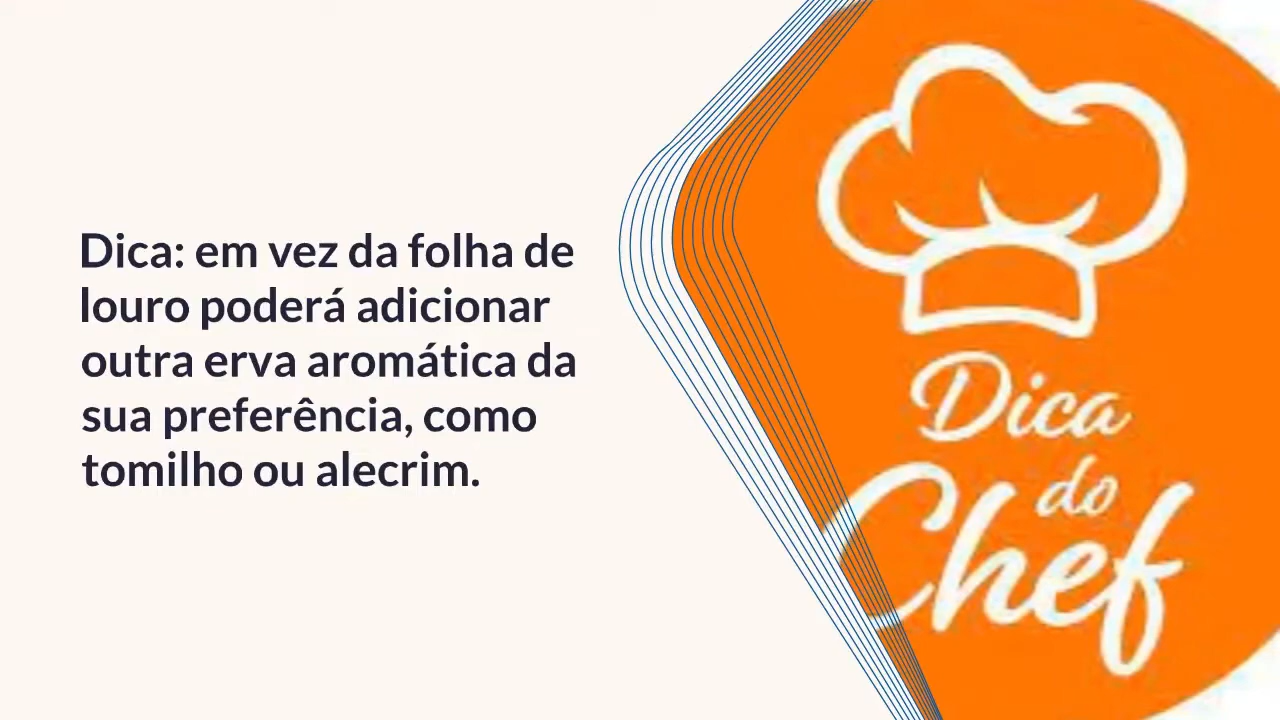 Dica: em vez da folha de
louro poderá adicionar
outra erva aromática da
sua preferência, como
tomilho ou alecrim.
Dica
do
Chef